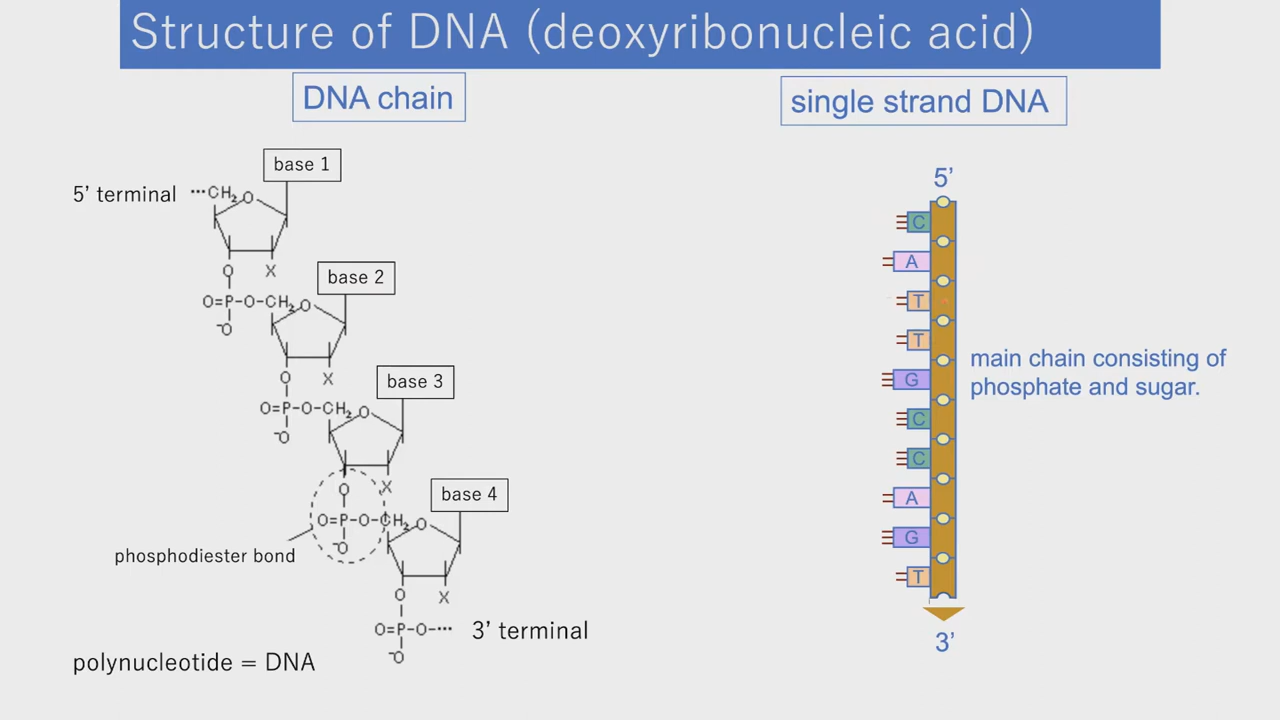 Structure of DNA (deoxyribonucleic acid)
DNA chain
base 1
5’ terminal
···CH2 O
O X
base 2
O=P-O-CH2 O
-O
O X
base 3
O=P-O-CH2 O
-O
O X
base 4
O=P-O-CH2 O
-O
phosphodiester bond
O X
O=P-O-···
3’ terminal
-O
polynucleotide = DNA
single strand DNA
5’
C
A
T
T
G
C
C
A
G
T
3’
main chain consisting of
phosphate and sugar.